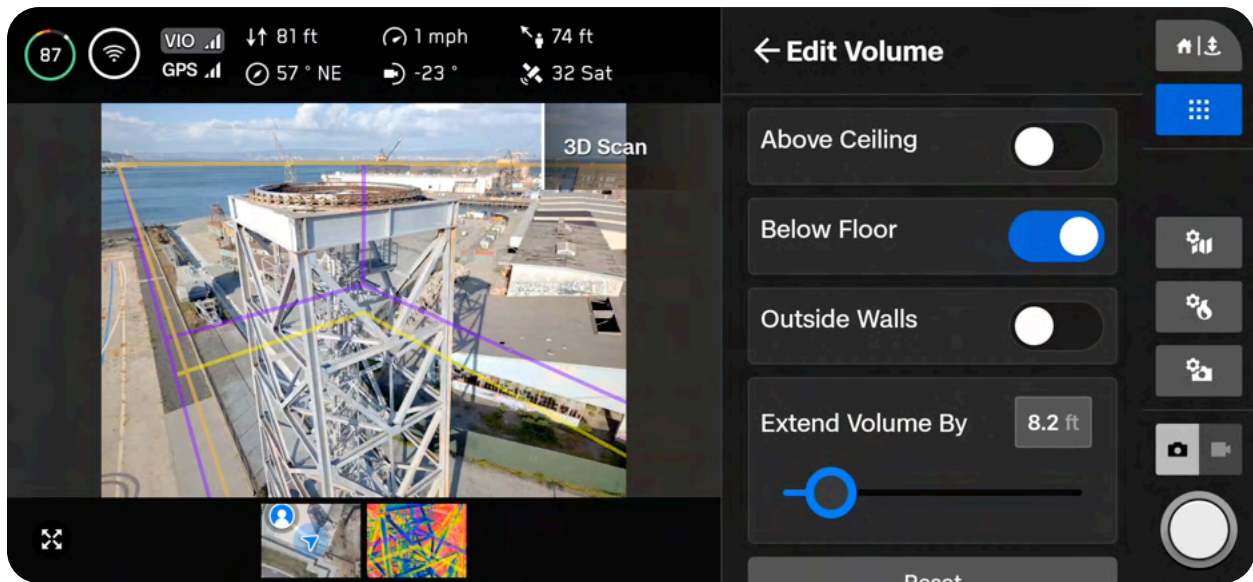 87
VIO
GPS
81 ft
57 ° NE
1 mph
-23 °
74 ft
32 Sat
3D Scan
Edit Volume
Above Ceiling
Below Floor
Outside Walls
Extend Volume By
8.2 ft
Reset